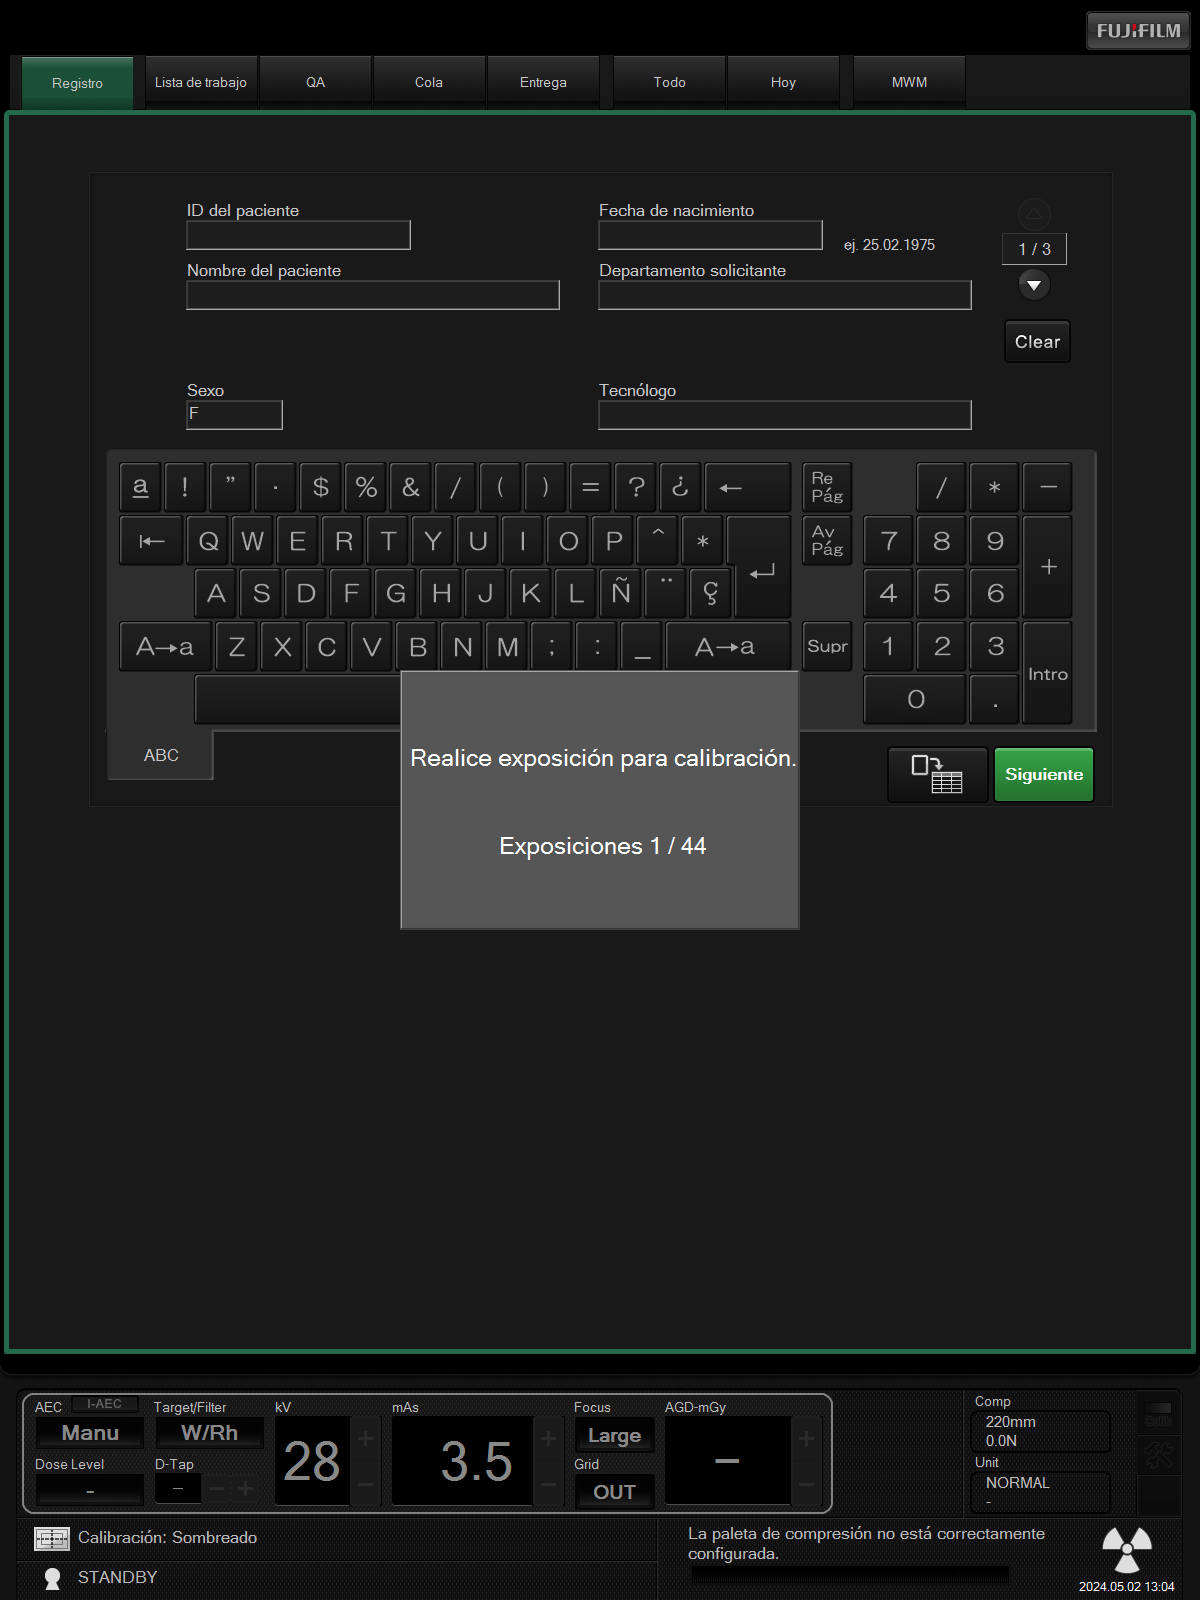 FUJIFILM
Registro
Lista de trabajo
QA
Cola
Entrega
Todo
Hoy
MWM
ID del paciente
Fecha de nacimiento
ej. 25.02.1975
1 / 3
Nombre del paciente
Departamento solicitante
Clear
Sexo
F
Tecnólogo
a ! ” · $ % & / ( ) = ? ¿ ←
Re Pág
/ * −
Q W E R T Y U I O P ^ *
Av Pág
7 8 9 +
A S D F G H J K L Ñ ¨ Ç
4 5 6
A→a Z X C V B N M ; : _ A→a
Supr
1 2 3
Intro
0 .
ABC
Siguiente
Realice exposición para calibración.
Exposiciones 1 / 44
AEC I-AEC
Manu
Dose Level
-
Target/Filter
W/Rh
D-Tap
− − +
kV
28
+
−
mAs
3.5
+
−
Focus
Large
Grid
OUT
AGD-mGy
−
+
−
Comp
220mm
0.0N
Unit
NORMAL
-
Calibración: Sombreado
STANDBY
La paleta de compresión no está correctamente
configurada.
2024.05.02 13:04